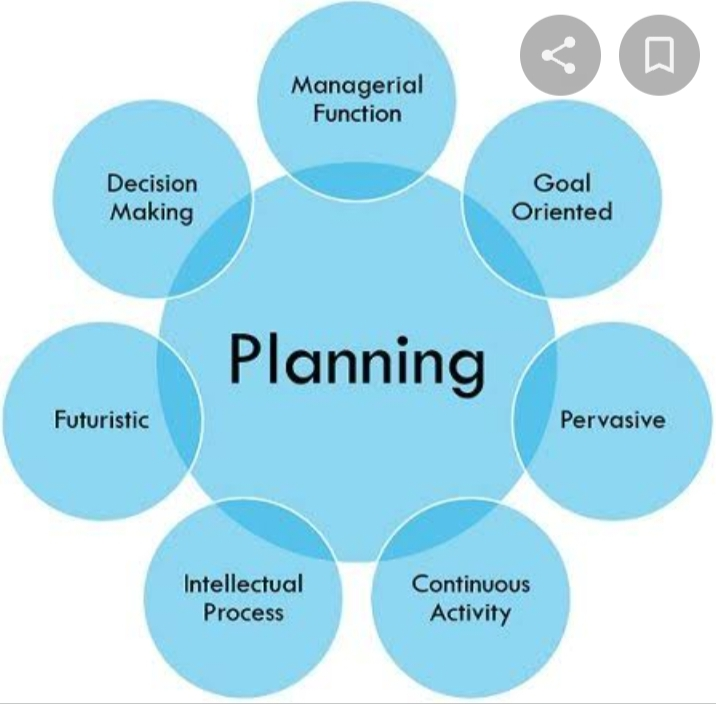 Managerial
Function
Goal
Oriented
Pervasive
Continuous
Activity
Intellectual
Process
Futuristic
Decision
Making
Planning